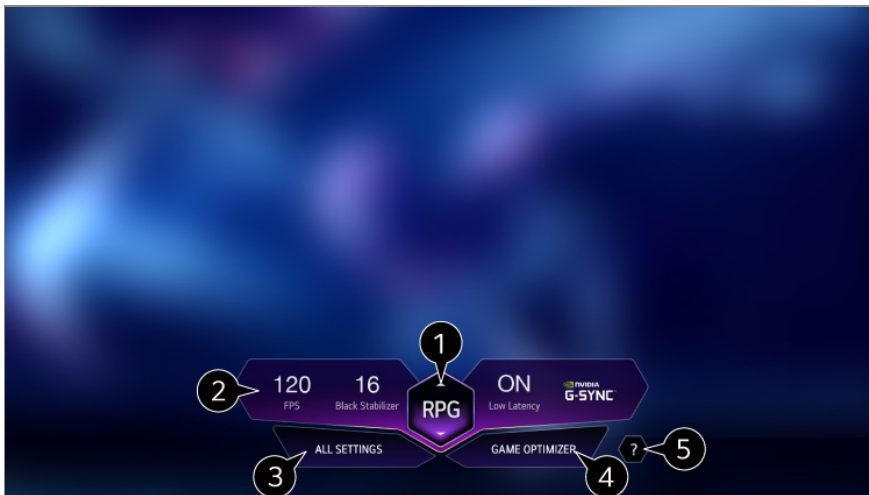 1
2
120
FPS
16
Black Stabilizer
RPG
ON
Low Latency
NVIDIA
G-SYNC
3
ALL SETTINGS
GAME OPTIMIZER
4
?
5